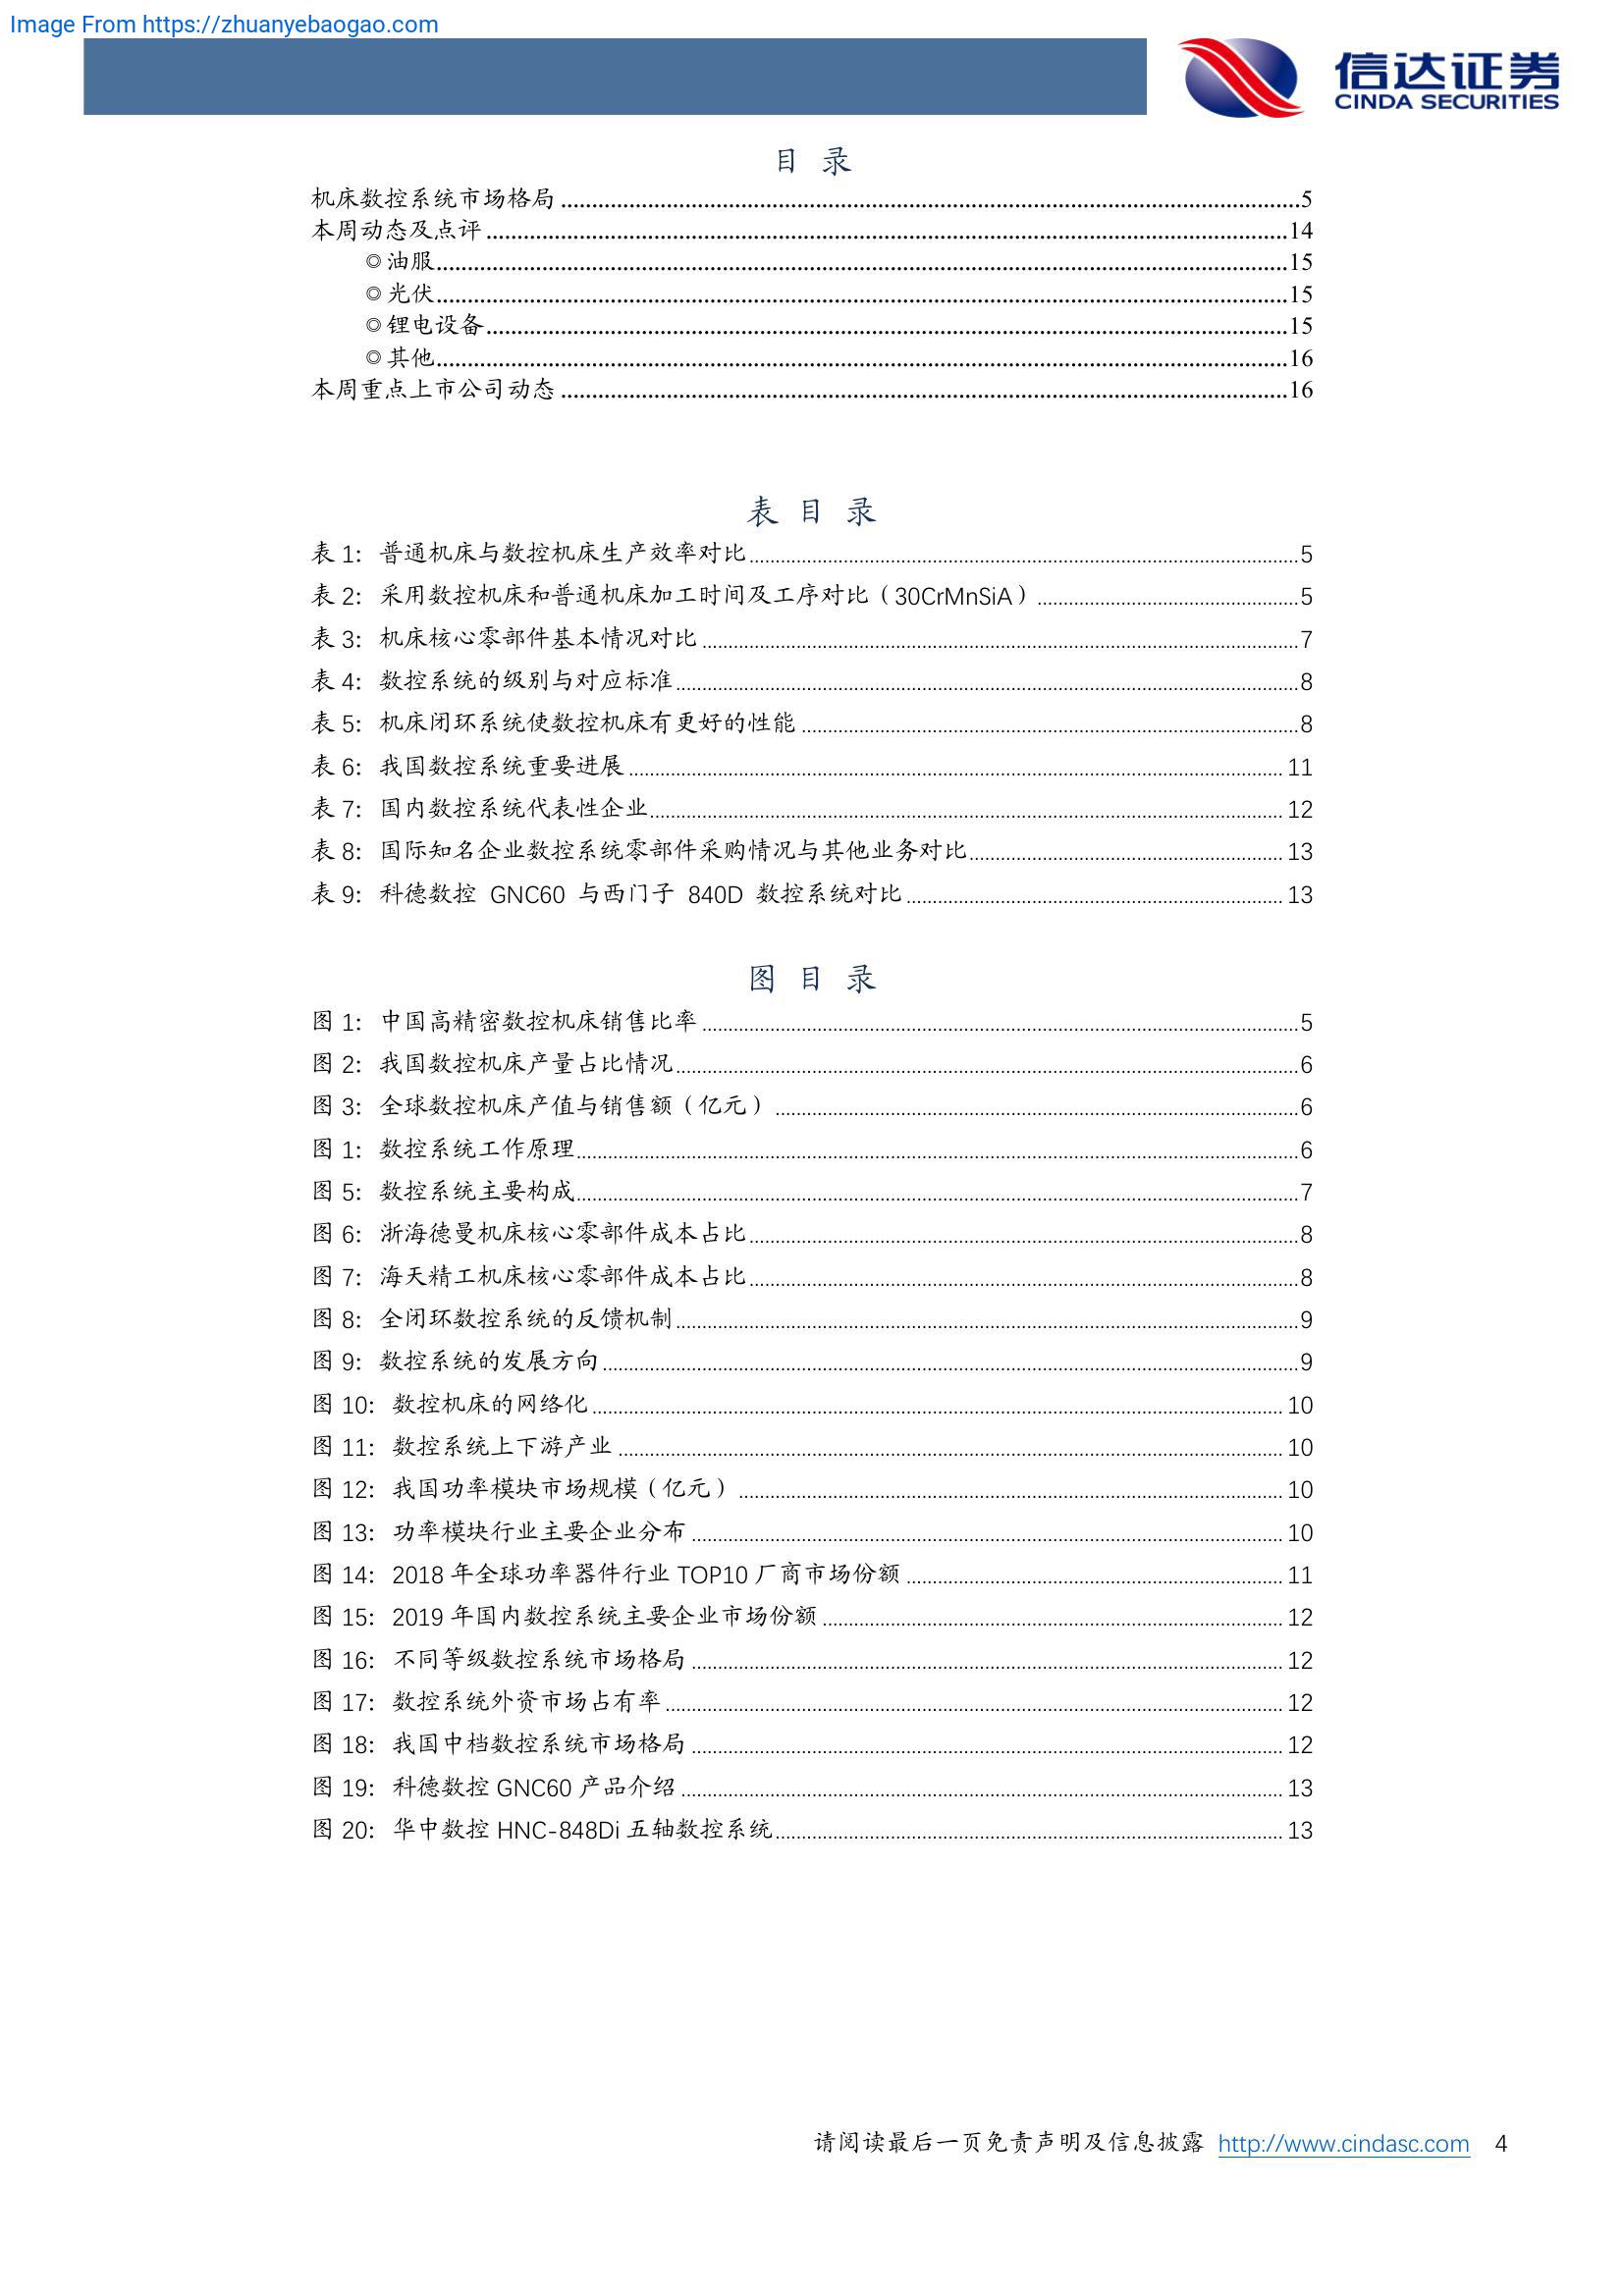 Image From https://zhuanyebaogao.com
信达证券
CINDA SECURITIES
目 录
机床数控系统市场格局 ........ 5
本周动态及点评 ........ 14
◎油服 ........ 15
◎光伏 ........ 15
◎锂电设备 ........ 15
◎其他 ........ 16
本周重点上市公司动态 ........ 16
表 目 录
表 1: 普通机床与数控机床生产效率对比 ........ 5
表 2: 采用数控机床和普通机床加工时间及工序对比（30CrMnSiA） ........ 5
表 3: 机床核心零部件基本情况对比 ........ 7
表 4: 数控系统的级别与对应标准 ........ 8
表 5: 机床闭环系统使数控机床有更好的性能 ........ 8
表 6: 我国数控系统重要进展 ........ 11
表 7: 国内数控系统代表性企业 ........ 12
表 8: 国际知名企业数控系统零部件采购情况与其他业务对比 ........ 13
表 9: 科德数控 GNC60 与西门子 840D 数控系统对比 ........ 13
图 目 录
图 1: 中国高精密数控机床销售比率 ........ 5
图 2: 我国数控机床产量占比情况 ........ 6
图 3: 全球数控机床产值与销售额（亿元） ........ 6
图 1: 数控系统工作原理 ........ 6
图 5: 数控系统主要构成 ........ 7
图 6: 浙海德曼机床核心零部件成本占比 ........ 8
图 7: 海天精工机床核心零部件成本占比 ........ 8
图 8: 全闭环数控系统的反馈机制 ........ 9
图 9: 数控系统的发展方向 ........ 9
图 10: 数控机床的网络化 ........ 10
图 11: 数控系统上下游产业 ........ 10
图 12: 我国功率模块市场规模（亿元） ........ 10
图 13: 功率模块行业主要企业分布 ........ 10
图 14: 2018 年全球功率器件行业 TOP10 厂商市场份额 ........ 11
图 15: 2019 年国内数控系统主要企业市场份额 ........ 12
图 16: 不同等级数控系统市场格局 ........ 12
图 17: 数控系统外资市场占有率 ........ 12
图 18: 我国中档数控系统市场格局 ........ 12
图 19: 科德数控 GNC60 产品介绍 ........ 13
图 20: 华中数控 HNC-848Di 五轴数控系统 ........ 13
请阅读最后一页免责声明及信息披露 http://www.cindasc.com 4